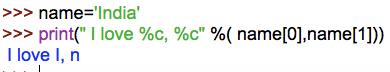 >>> name='India'
>>> print(" I love %c, %c" %( name[0],name[1]))
I love I, n